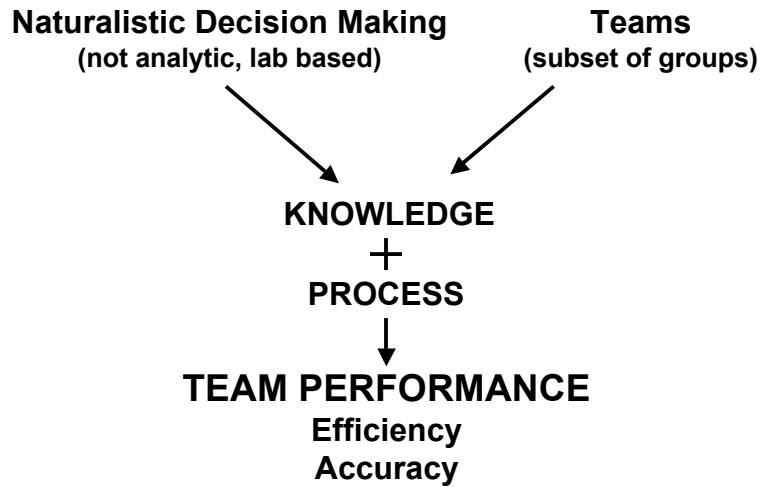 Naturalistic Decision Making
(not analytic, lab based)
Teams
(subset of groups)
KNOWLEDGE
+
PROCESS
TEAM PERFORMANCE
Efficiency
Accuracy